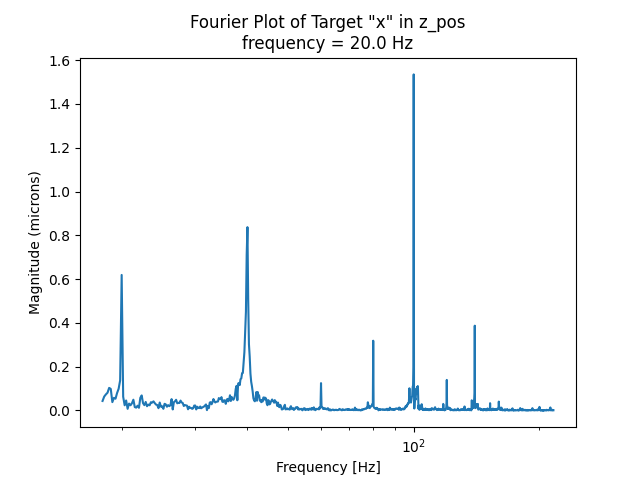 Fourier Plot of Target "x" in z_pos
frequency = 20.0 Hz
1.6
1.4
1.2
1.0
0.8
0.6
0.4
0.2
0.0
Magnitude (microns)
10²
Frequency [Hz]